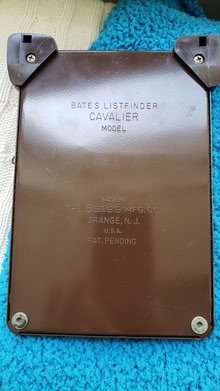 BATES LISTFINDER
CAVALIER
MODEL
THE BATES MFG. CO.
ORANGE, N. J.
U.S.A.
PAT. PENDING